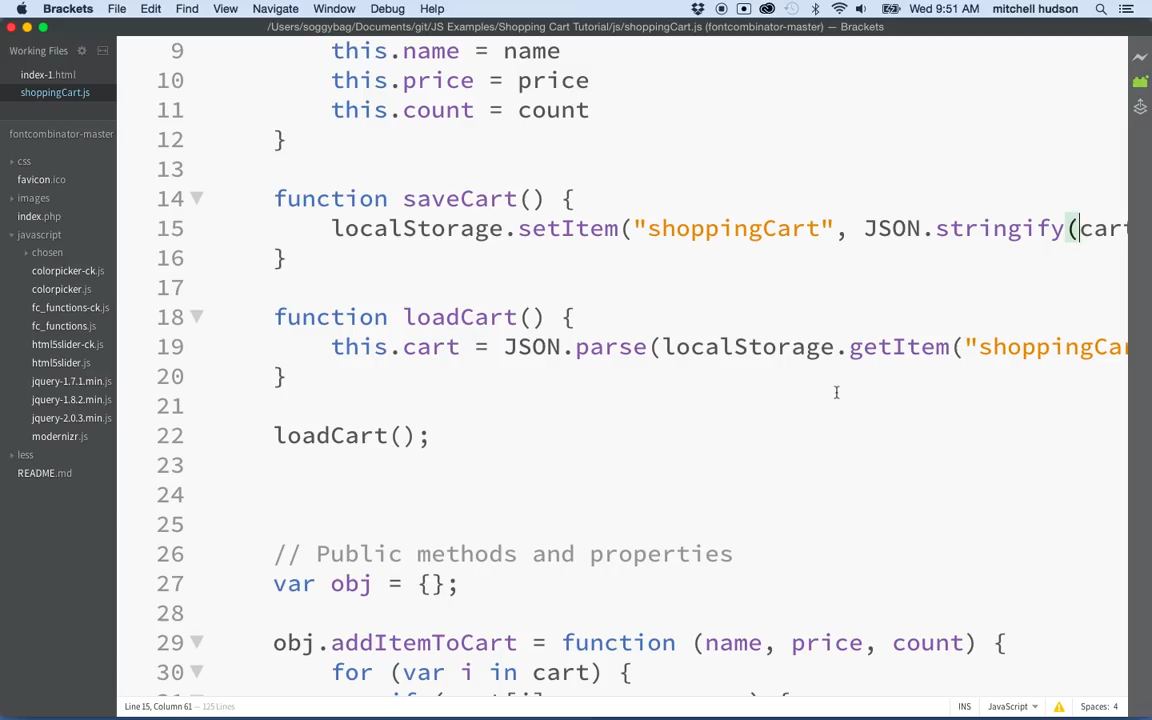 Brackets File Edit Find View Navigate Window Debug Help Wed 9:51 AM mitchell hudson
/Users/soggybag/Documents/git/JS Examples/Shopping Cart Tutorial/js/shoppingCart.js (fontcombinator-master) — Brackets
Working Files
index-1.html
shoppingCart.js
fontcombinator-master
css
favicon.ico
images
index.php
javascript
chosen
colorpicker-ck.js
colorpicker.js
fc_functions-ck.js
fc_functions.js
html5slider-ck.js
html5slider.js
jquery-1.7.1.min.js
jquery-1.8.2.min.js
jquery-2.0.3.min.js
modernizr.js
less
README.md
9 this.name = name
10 this.price = price
11 this.count = count
12 }
13
14 function saveCart() {
15 localStorage.setItem("shoppingCart", JSON.stringify(cart
16 }
17
18 function loadCart() {
19 this.cart = JSON.parse(localStorage.getItem("shoppingCar
20 }
21
22 loadCart();
23
24
25
26 // Public methods and properties
27 var obj = {};
28
29 obj.addItemToCart = function (name, price, count) {
30 for (var i in cart) {
Line 15, Column 61 — 125 Lines
INS JavaScript Spaces: 4